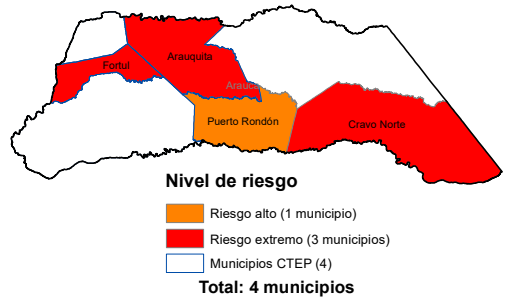 Arauquita
Fortul
Arauca
Puerto Rondón
Cravo Norte
Nivel de riesgo
Riesgo alto (1 municipio)
Riesgo extremo (3 municipios)
Municipios CTEP (4)
Total: 4 municipios